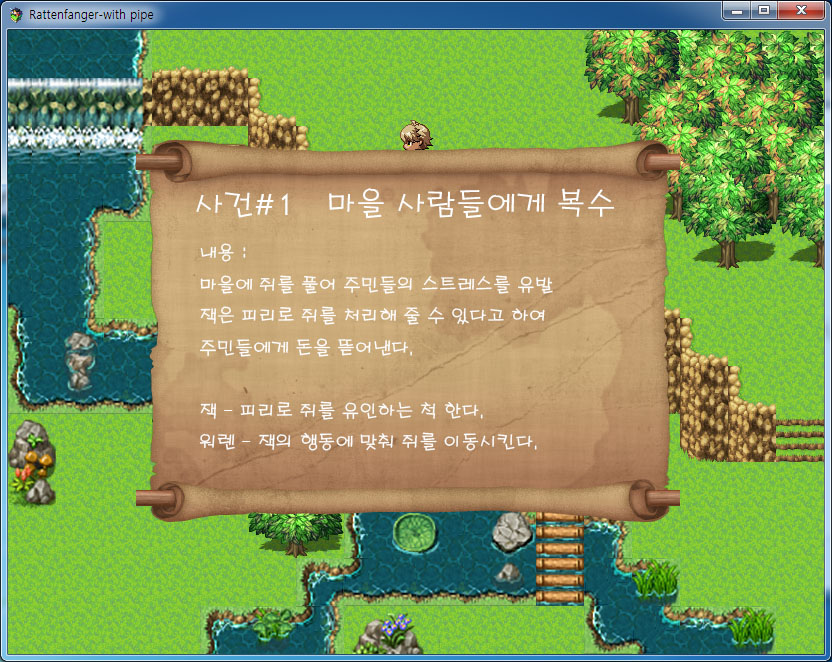 Rattenfanger-with pipe
사건#1 마을 사람들에게 복수
내용 :
마을에 쥐를 풀어 주민들의 스트레스를 유발
잭은 피리로 쥐를 처리해 줄 수 있다고 하여
주민들에게 돈을 뜯어낸다.
잭 - 피리로 쥐를 유인하는 척 한다.
워렌 - 잭의 행동에 맞춰 쥐를 이동시킨다.